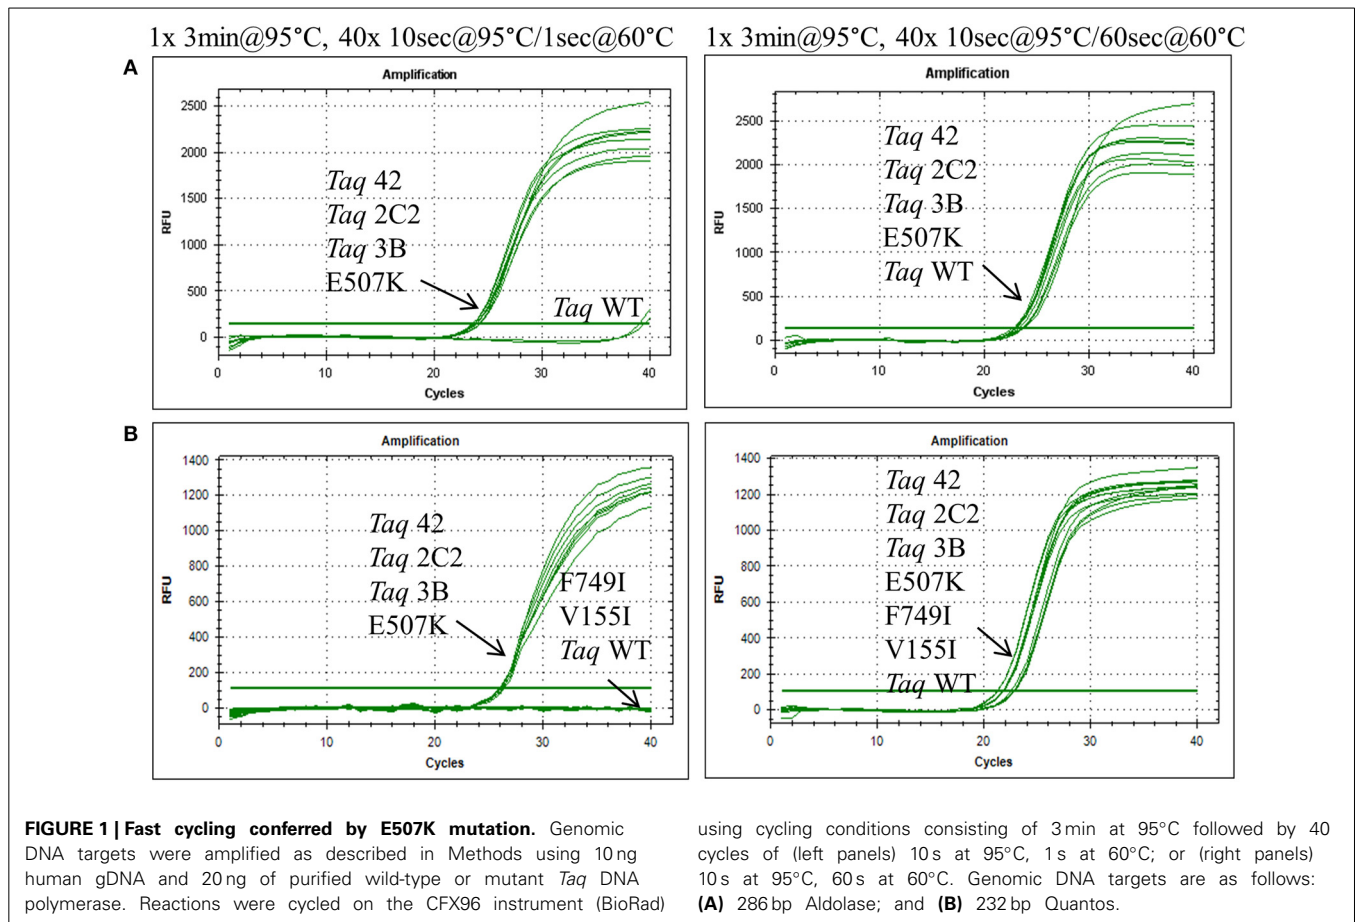 1x 3min@95°C, 40x 10sec@95°C/1sec@60°C
1x 3min@95°C, 40x 10sec@95°C/60sec@60°C
A
Amplification
2500
2000
1500
1000
500
0
RFU
Taq 42
Taq 2C2
Taq 3B
E507K
Taq WT
0
10
20
30
40
Cycles
Amplification
2500
2000
1500
1000
500
0
RFU
Taq 42
Taq 2C2
Taq 3B
E507K
Taq WT
0
10
20
30
40
Cycles
B
Amplification
1400
1200
1000
800
600
400
200
0
RFU
Taq 42
Taq 2C2
Taq 3B
E507K
F749I
V155I
Taq WT
0
10
20
30
40
Cycles
Amplification
1400
1200
1000
800
600
400
200
0
RFU
Taq 42
Taq 2C2
Taq 3B
E507K
F749I
V155I
Taq WT
0
10
20
30
40
Cycles
FIGURE 1 | Fast cycling conferred by E507K mutation. Genomic
DNA targets were amplified as described in Methods using 10 ng
human gDNA and 20 ng of purified wild-type or mutant Taq DNA
polymerase. Reactions were cycled on the CFX96 instrument (BioRad)
using cycling conditions consisting of 3 min at 95°C followed by 40
cycles of (left panels) 10 s at 95°C, 1 s at 60°C; or (right panels)
10 s at 95°C, 60 s at 60°C. Genomic DNA targets are as follows:
(A) 286 bp Aldolase; and (B) 232 bp Quantos.